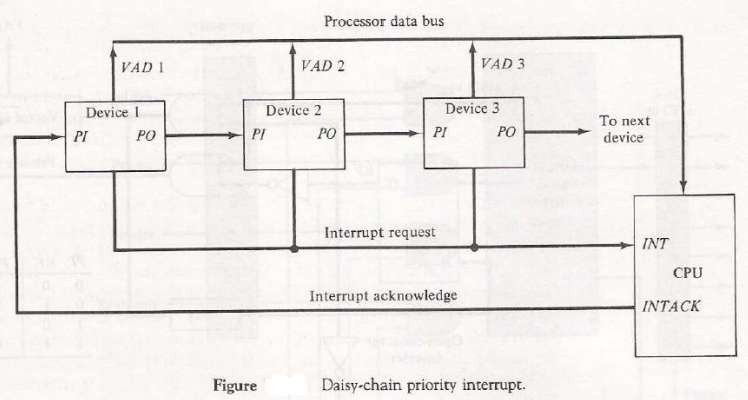 Processor data bus
VAD 1
VAD 2
VAD 3
Device 1
PI
PO
Device 2
PI
PO
Device 3
PI
PO
To next
device
Interrupt request
INT
CPU
Interrupt acknowledge
INTACK
Figure
Daisy-chain priority interrupt.